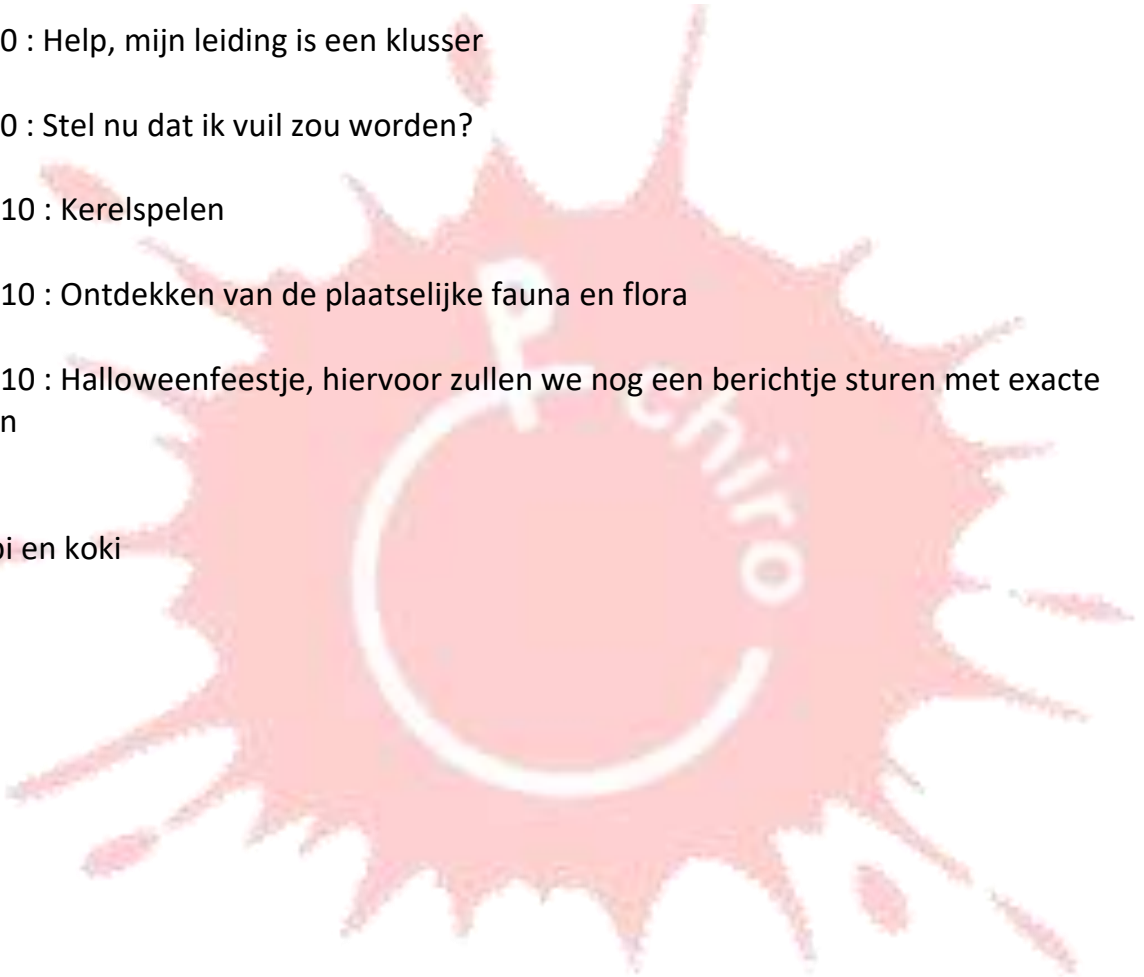 0 : Help, mijn leiding is een klusser
0 : Stel nu dat ik vuil zou worden?
10 : Kerelspelen
10 : Ontdekken van de plaatselijke fauna en flora
10 : Halloweenfeestje, hiervoor zullen we nog een berichtje sturen met exacte
n
i en koki
chiro